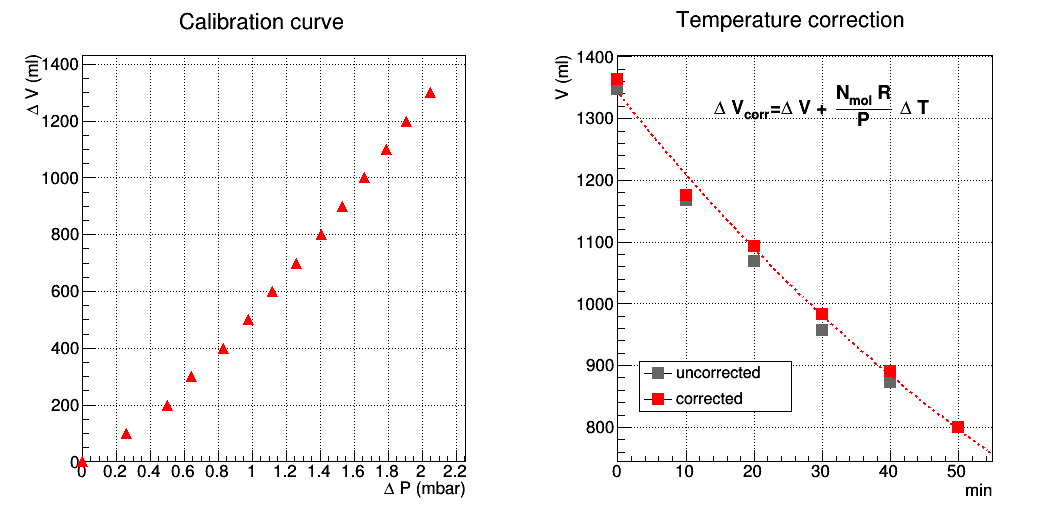 Calibration curve
Δ V (ml)
1400
1200
1000
800
600
400
200
0
0 0.2 0.4 0.6 0.8 1 1.2 1.4 1.6 1.8 2 2.2
Δ P (mbar)
Temperature correction
V (ml)
1400
1300
1200
1100
1000
900
800
Δ Vcorr=Δ V + Nmol R / P Δ T
uncorrected
corrected
0 10 20 30 40 50
min